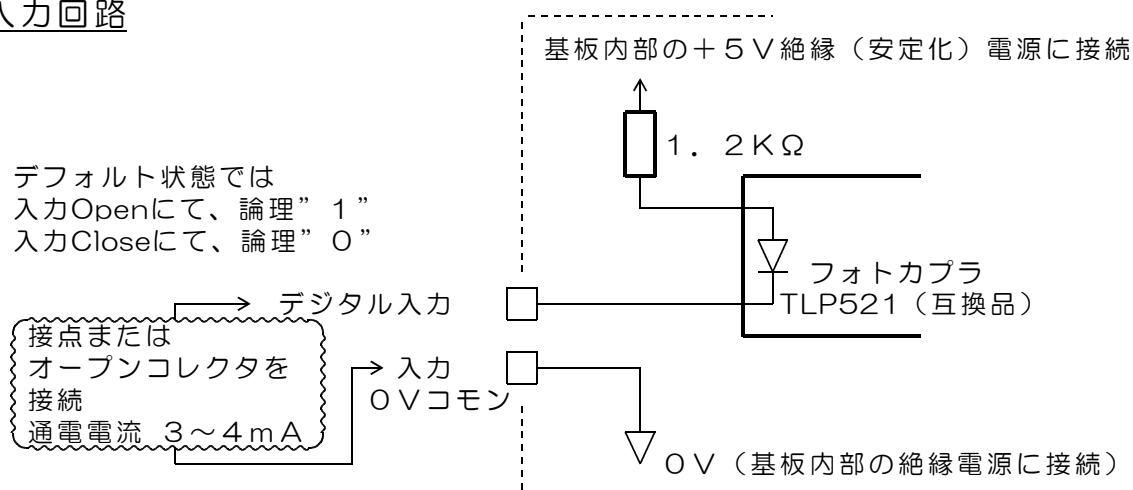 入力回路
基板内部の＋５Ｖ絶縁（安定化）電源に接続
１．２ＫΩ
デフォルト状態では
入力Openにて、論理”１”
入力Closeにて、論理”０”
フォトカプラ
TLP521（互換品）
デジタル入力
接点または
オープンコレクタを
接続
通電電流 ３～４ｍＡ
入力
０Ｖコモン
０Ｖ（基板内部の絶縁電源に接続）